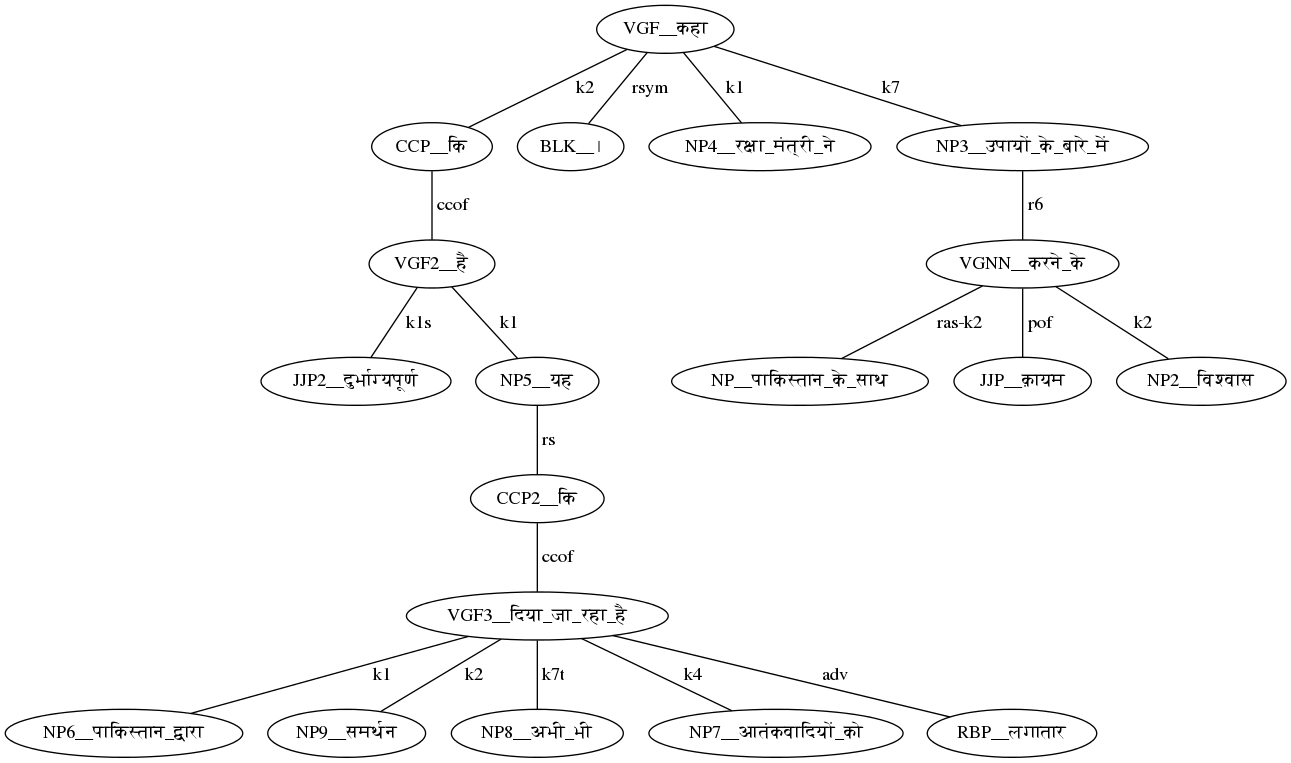 VGF__कहा
k2 rsym k1 k7
CCP__कि BLK__। NP4__रक्षा_मंत्री_ने NP3__उपायों_के_बारे_में
ccof r6
VGF2__है VGNN__करने_के
k1s k1 ras-k2 pof k2
JJP2__दुर्भाग्यपूर्ण NP5__यह NP__पाकिस्तान_के_साथ JJP__क़ायम NP2__विश्वास
rs
CCP2__कि
ccof
VGF3__दिया_जा_रहा_है
k1 k2 k7t k4 adv
NP6__पाकिस्तान_द्वारा NP9__समर्थन NP8__अभी_भी NP7__आतंकवादियों_को RBP__लगातार